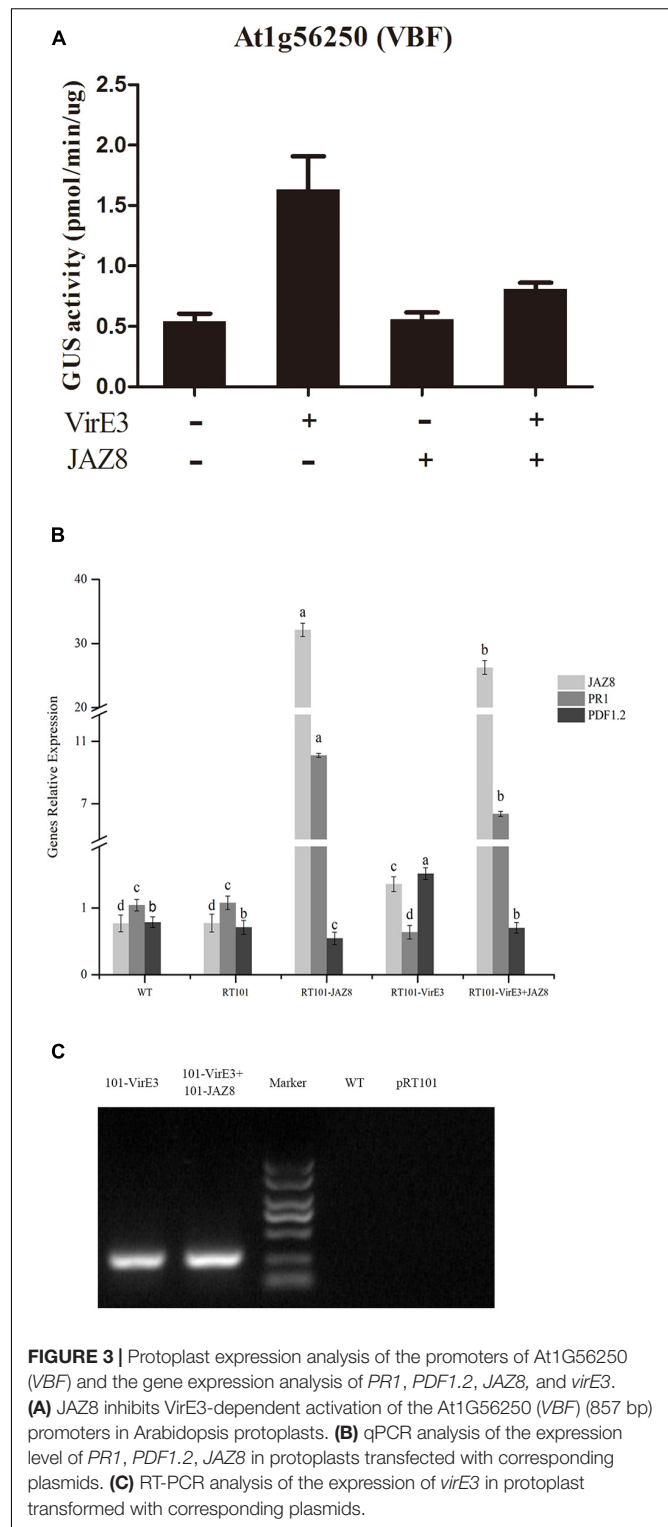 A
At1g56250 (VBF)
GUS activity (pmol/min/ug)
2.5
2.0
1.5
1.0
0.5
0.0
VirE3 - + - +
JAZ8 - - + +
B
Genes Relative Expression
40
30
20
11
7
1
0
a
a
b
b
d c b
d c b
c
c d a
b
JAZ8
PR1
PDF1.2
WT RT101 RT101-JAZ8 RT101-VirE3 RT101-VirE3+JAZ8
C
101-VirE3 101-VirE3+ Marker WT pRT101
101-JAZ8
FIGURE 3 | Protoplast expression analysis of the promoters of At1G56250
(VBF) and the gene expression analysis of PR1, PDF1.2, JAZ8, and virE3.
(A) JAZ8 inhibits VirE3-dependent activation of the At1G56250 (VBF) (857 bp)
promoters in Arabidopsis protoplasts. (B) qPCR analysis of the expression
level of PR1, PDF1.2, JAZ8 in protoplasts transfected with corresponding
plasmids. (C) RT-PCR analysis of the expression of virE3 in protoplast
transformed with corresponding plasmids.